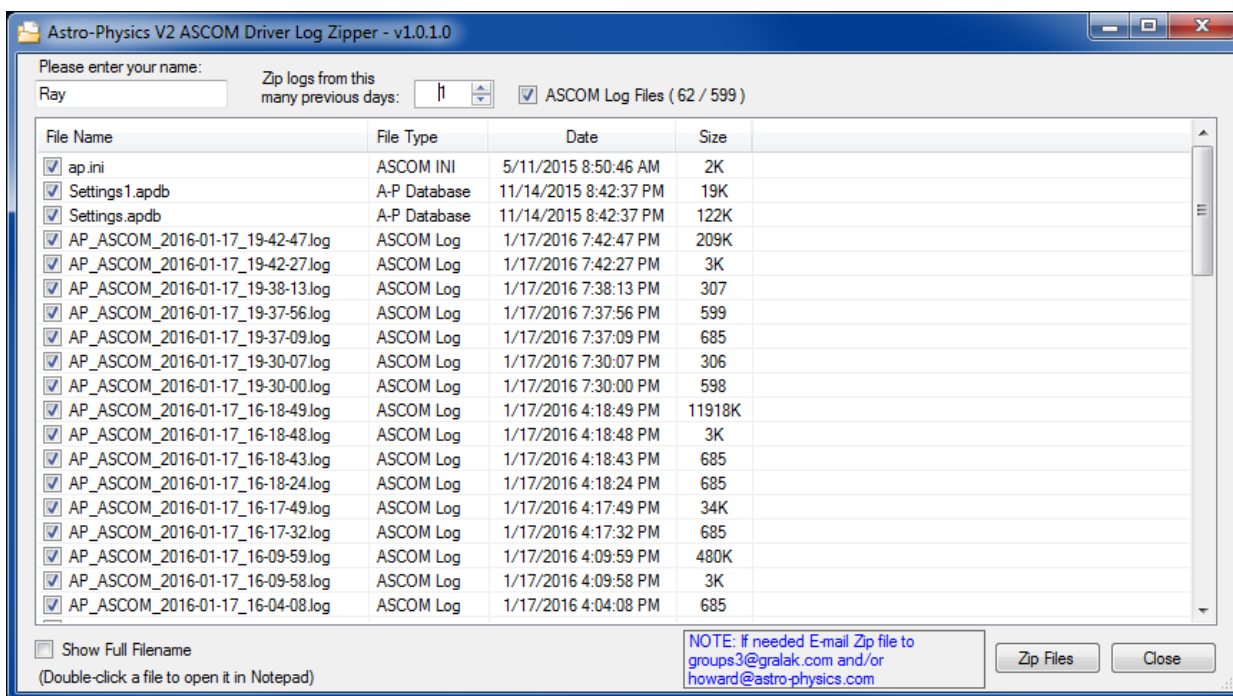 Astro-Physics V2 ASCOM Driver Log Zipper - v1.0.1.0
Please enter your name:
Ray
Zip logs from this
many previous days:
1
ASCOM Log Files ( 62 / 599 )
File Name File Type Date Size
ap.ini ASCOM INI 5/11/2015 8:50:46 AM 2K
Settings1.apdb A-P Database 11/14/2015 8:42:37 PM 19K
Settings.apdb A-P Database 11/14/2015 8:42:37 PM 122K
AP_ASCOM_2016-01-17_19-42-47.log ASCOM Log 1/17/2016 7:42:47 PM 209K
AP_ASCOM_2016-01-17_19-42-27.log ASCOM Log 1/17/2016 7:42:27 PM 3K
AP_ASCOM_2016-01-17_19-38-13.log ASCOM Log 1/17/2016 7:38:13 PM 307
AP_ASCOM_2016-01-17_19-37-56.log ASCOM Log 1/17/2016 7:37:56 PM 599
AP_ASCOM_2016-01-17_19-37-09.log ASCOM Log 1/17/2016 7:37:09 PM 685
AP_ASCOM_2016-01-17_19-30-07.log ASCOM Log 1/17/2016 7:30:07 PM 306
AP_ASCOM_2016-01-17_19-30-00.log ASCOM Log 1/17/2016 7:30:00 PM 598
AP_ASCOM_2016-01-17_16-18-49.log ASCOM Log 1/17/2016 4:18:49 PM 11918K
AP_ASCOM_2016-01-17_16-18-48.log ASCOM Log 1/17/2016 4:18:48 PM 3K
AP_ASCOM_2016-01-17_16-18-43.log ASCOM Log 1/17/2016 4:18:43 PM 685
AP_ASCOM_2016-01-17_16-18-24.log ASCOM Log 1/17/2016 4:18:24 PM 685
AP_ASCOM_2016-01-17_16-17-49.log ASCOM Log 1/17/2016 4:17:49 PM 34K
AP_ASCOM_2016-01-17_16-17-32.log ASCOM Log 1/17/2016 4:17:32 PM 685
AP_ASCOM_2016-01-17_16-09-59.log ASCOM Log 1/17/2016 4:09:59 PM 480K
AP_ASCOM_2016-01-17_16-09-58.log ASCOM Log 1/17/2016 4:09:58 PM 3K
AP_ASCOM_2016-01-17_16-04-08.log ASCOM Log 1/17/2016 4:04:08 PM 685
Show Full Filename
(Double-click a file to open it in Notepad)
NOTE: If needed E-mail Zip file to
groups3@gralak.com and/or
howard@astro-physics.com
Zip Files
Close